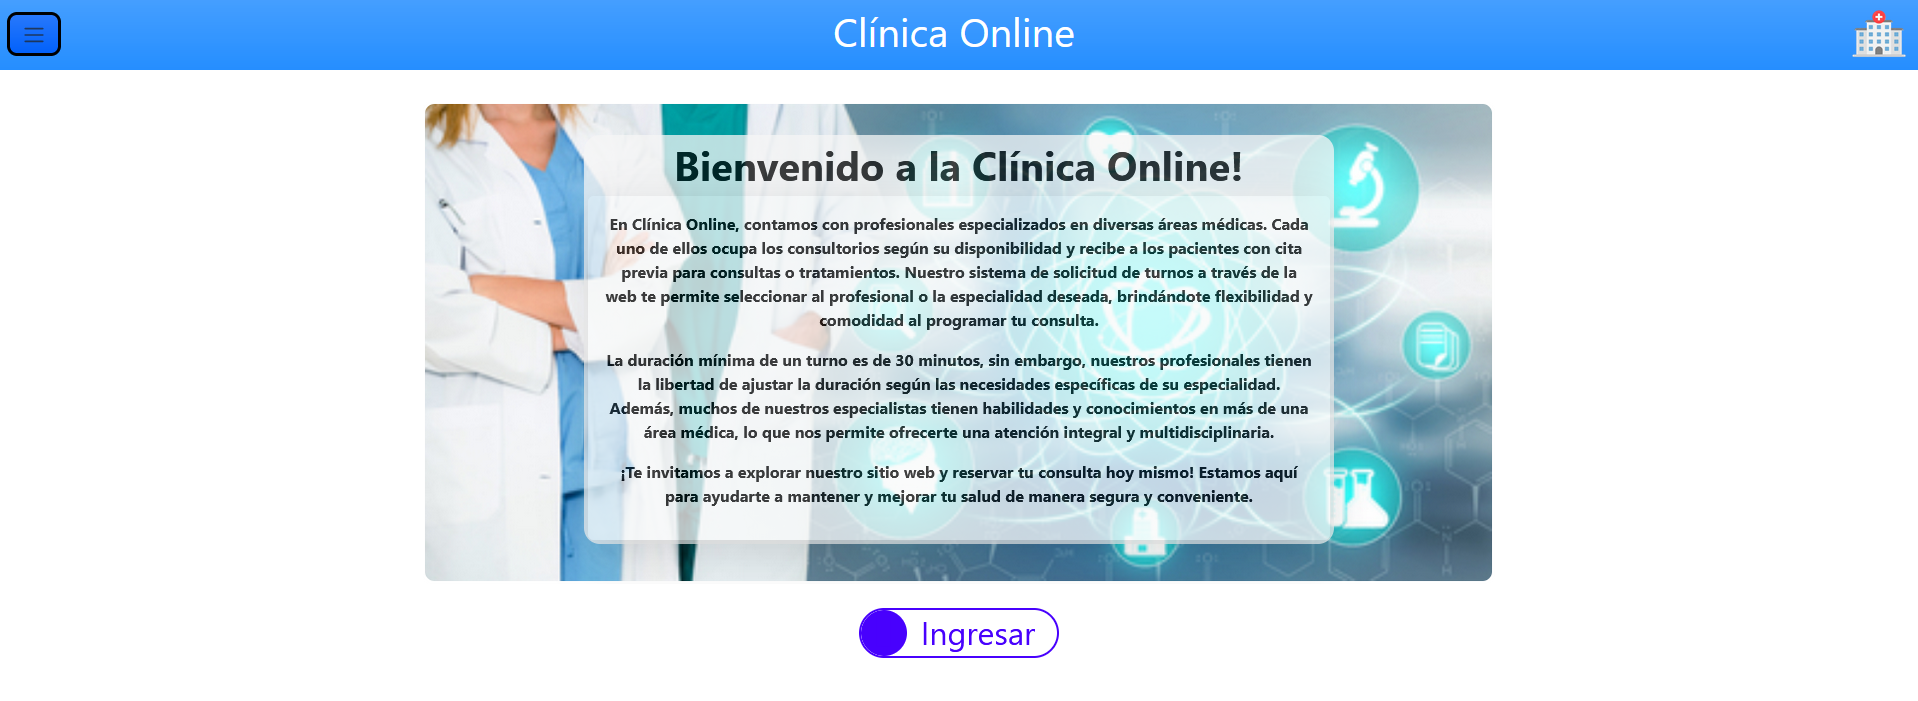 Clínica Online
Bienvenido a la Clínica Online!
En Clínica Online, contamos con profesionales especializados en diversas áreas médicas. Cada
uno de ellos ocupa los consultorios según su disponibilidad y recibe a los pacientes con cita
previa para consultas o tratamientos. Nuestro sistema de solicitud de turnos a través de la
web te permite seleccionar al profesional o la especialidad deseada, brindándote flexibilidad y
comodidad al programar tu consulta.
La duración mínima de un turno es de 30 minutos, sin embargo, nuestros profesionales tienen
la libertad de ajustar la duración según las necesidades específicas de su especialidad.
Además, muchos de nuestros especialistas tienen habilidades y conocimientos en más de una
área médica, lo que nos permite ofrecerte una atención integral y multidisciplinaria.
¡Te invitamos a explorar nuestro sitio web y reservar tu consulta hoy mismo! Estamos aquí
para ayudarte a mantener y mejorar tu salud de manera segura y conveniente.
Ingresar